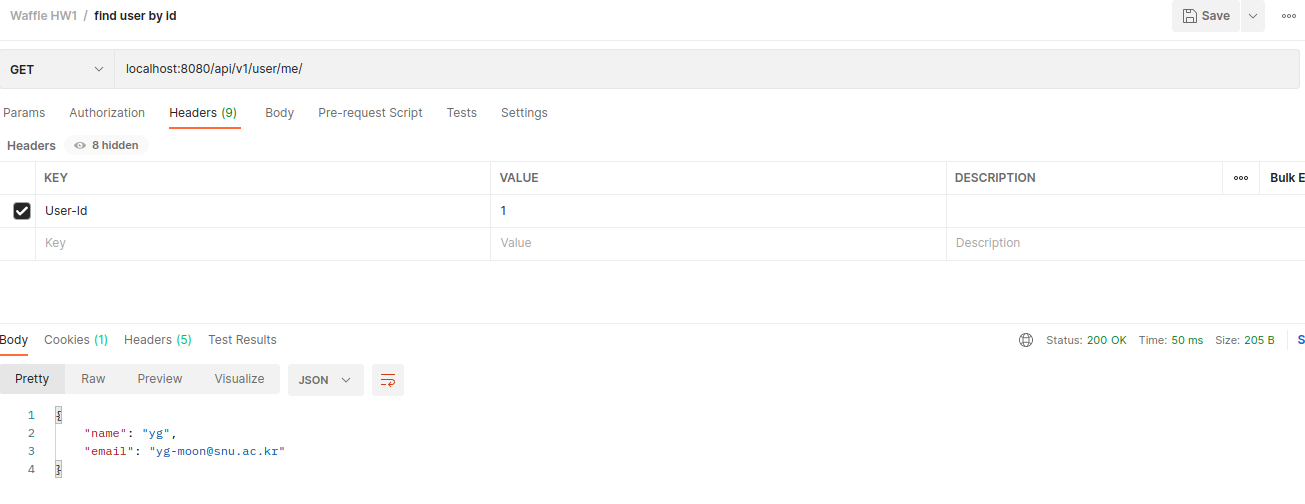 Waffle HW1 / find user by id
Save
GET localhost:8080/api/v1/user/me/
Params Authorization Headers (9) Body Pre-request Script Tests Settings
Headers 8 hidden
KEY VALUE DESCRIPTION Bulk E
User-Id 1
Key Value Description
Body Cookies (1) Headers (5) Test Results Status: 200 OK Time: 50 ms Size: 205 B S
Pretty Raw Preview Visualize JSON
1 {
2 "name": "yg",
3 "email": "yg-moon@snu.ac.kr"
4 }